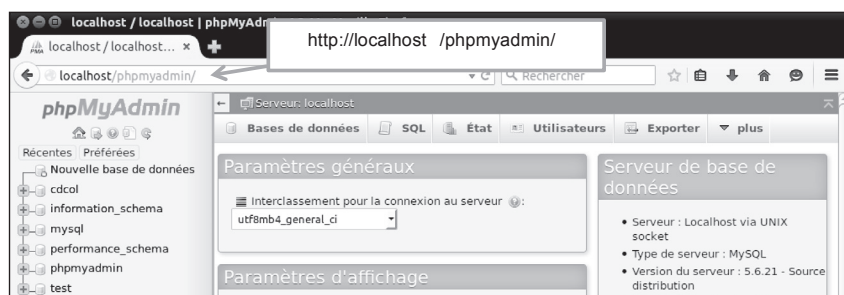 localhost / localhost | phpMyAd
http://localhost /phpmyadmin/
localhost / localhost...
localhost/phpmyadmin/
Rechercher
phpMyAdmin
Récentes Préférées
Nouvelle base de données
cdcol
information_schema
mysql
performance_schema
phpmyadmin
test
Serveur: localhost
Bases de données SQL État Utilisateurs Exporter plus
Paramètres généraux
Interclassement pour la connexion au serveur :
utf8mb4_general_ci
Paramètres d'affichage
Serveur de base de
données
• Serveur : Localhost via UNIX
socket
• Type de serveur : MySQL
• Version du serveur : 5.6.21 - Source
distribution